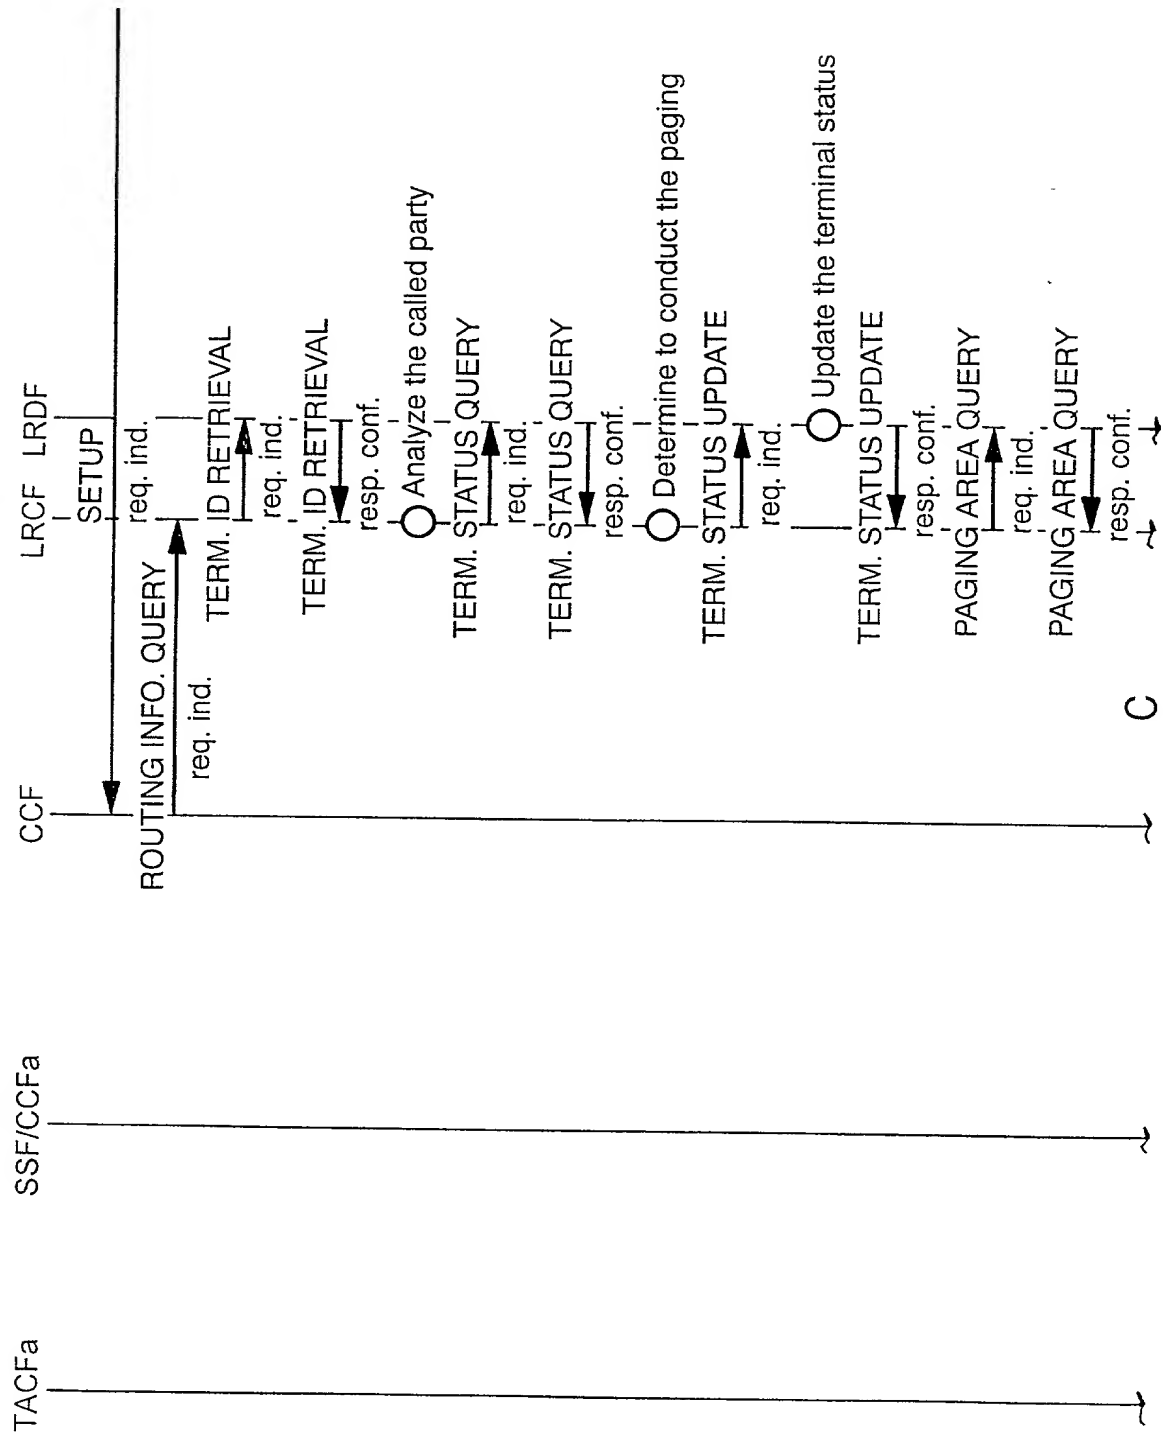 TACFa
SSF/CCFa
CCF
LRCF
LRDF
SETUP
req. ind.
ROUTING INFO. QUERY
req. ind.
TERM. ID RETRIEVAL
req. ind.
TERM. ID RETRIEVAL
resp. conf.
Analyze the called party
TERM. STATUS QUERY
req. ind.
TERM. STATUS QUERY
resp. conf.
Determine to conduct the paging
TERM. STATUS UPDATE
req. ind.
Update the terminal status
TERM. STATUS UPDATE
resp. conf.
PAGING AREA QUERY
req. ind.
PAGING AREA QUERY
resp. conf.
C